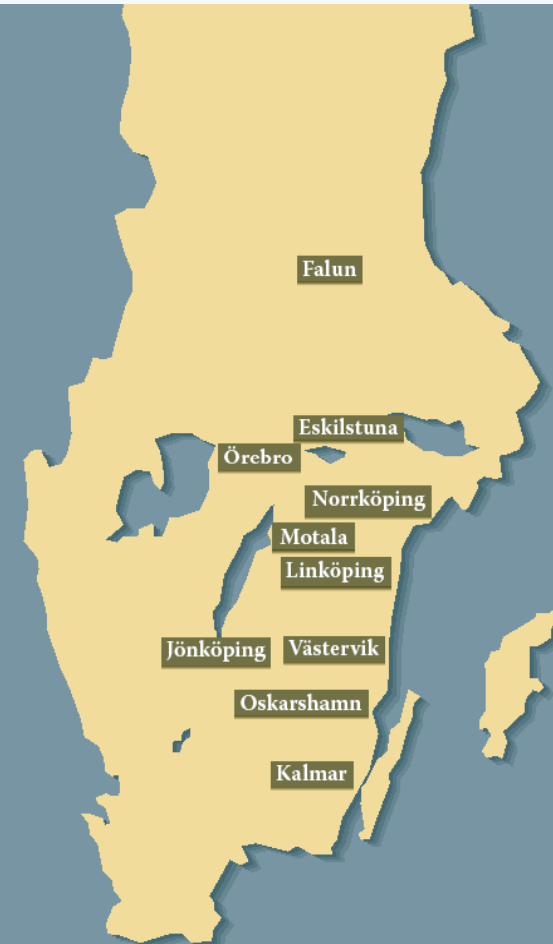 Falun
Eskilstuna
Örebro
Norrköping
Motala
Linköping
Jönköping
Västervik
Oskarshamn
Kalmar